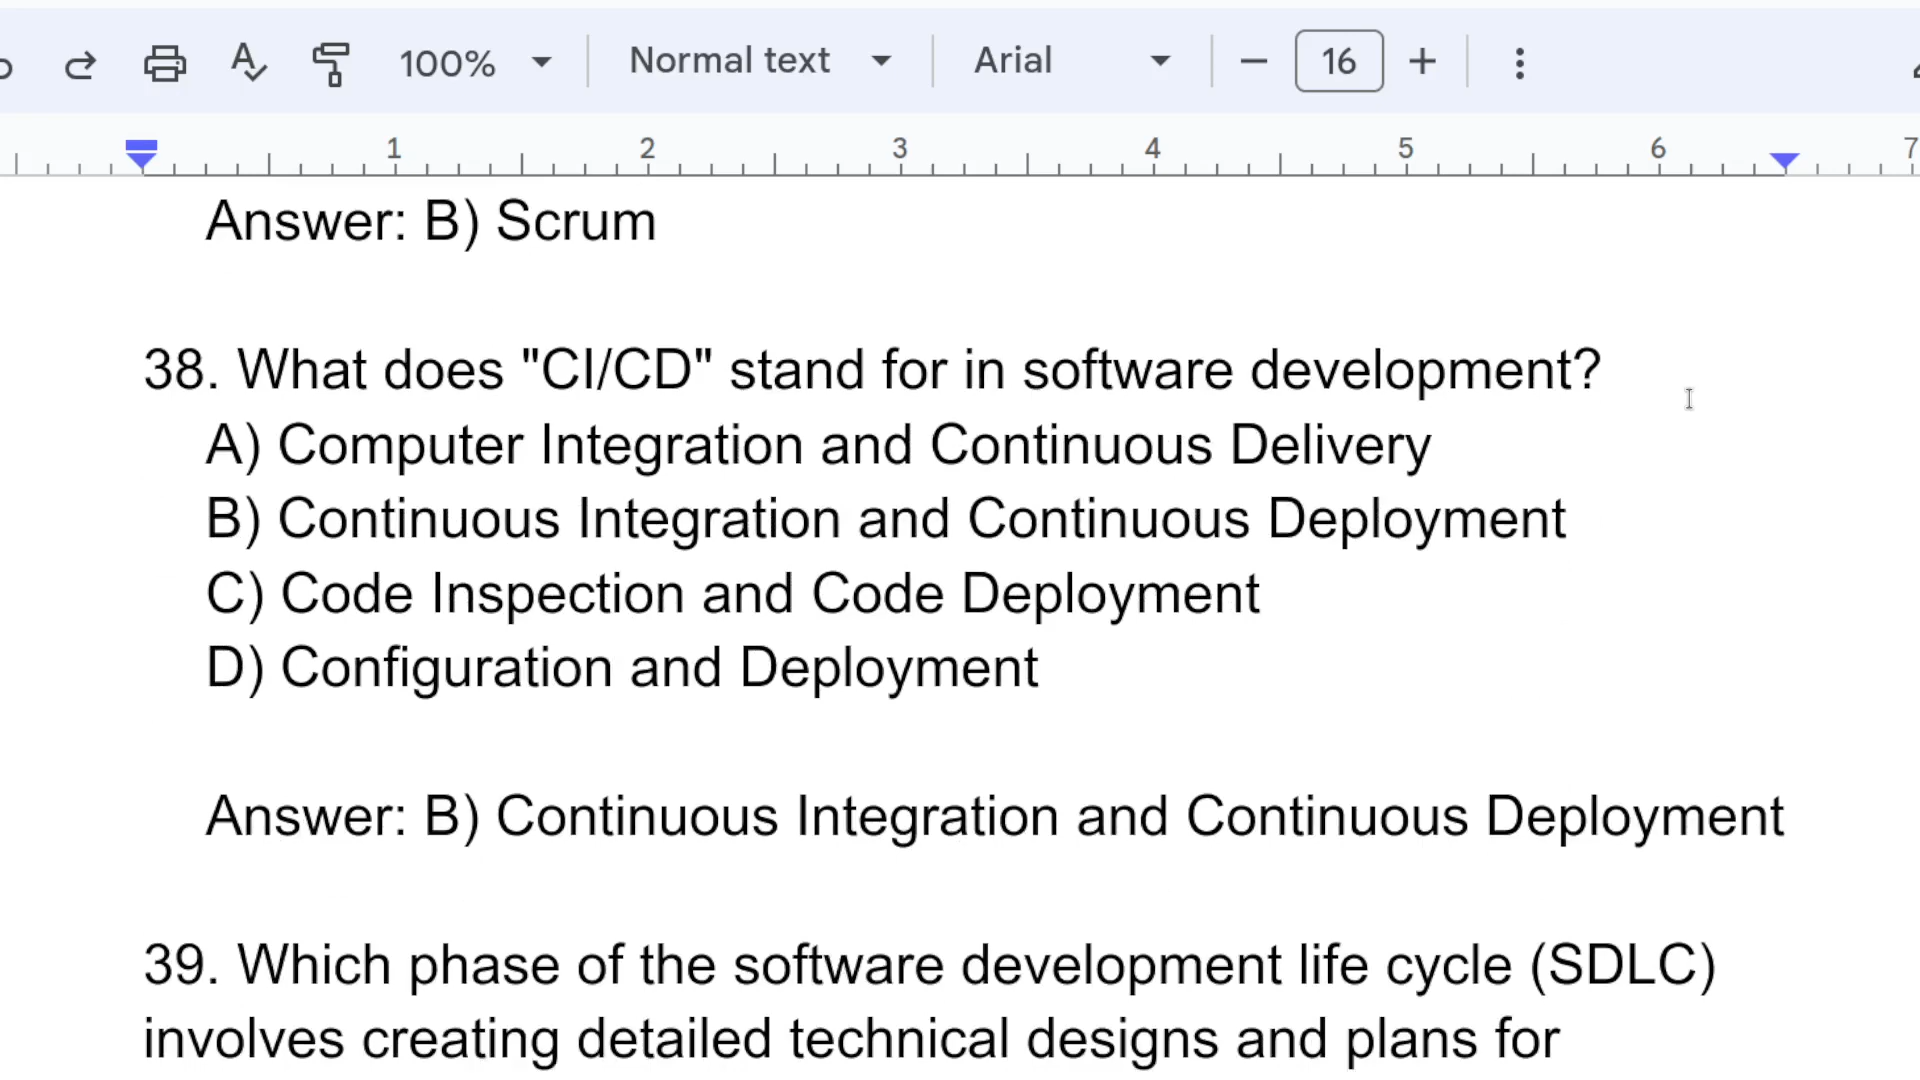 100% Normal text Arial 16
1 2 3 4 5 6 7
Answer: B) Scrum
38. What does "CI/CD" stand for in software development?
A) Computer Integration and Continuous Delivery
B) Continuous Integration and Continuous Deployment
C) Code Inspection and Code Deployment
D) Configuration and Deployment
Answer: B) Continuous Integration and Continuous Deployment
39. Which phase of the software development life cycle (SDLC)
involves creating detailed technical designs and plans for